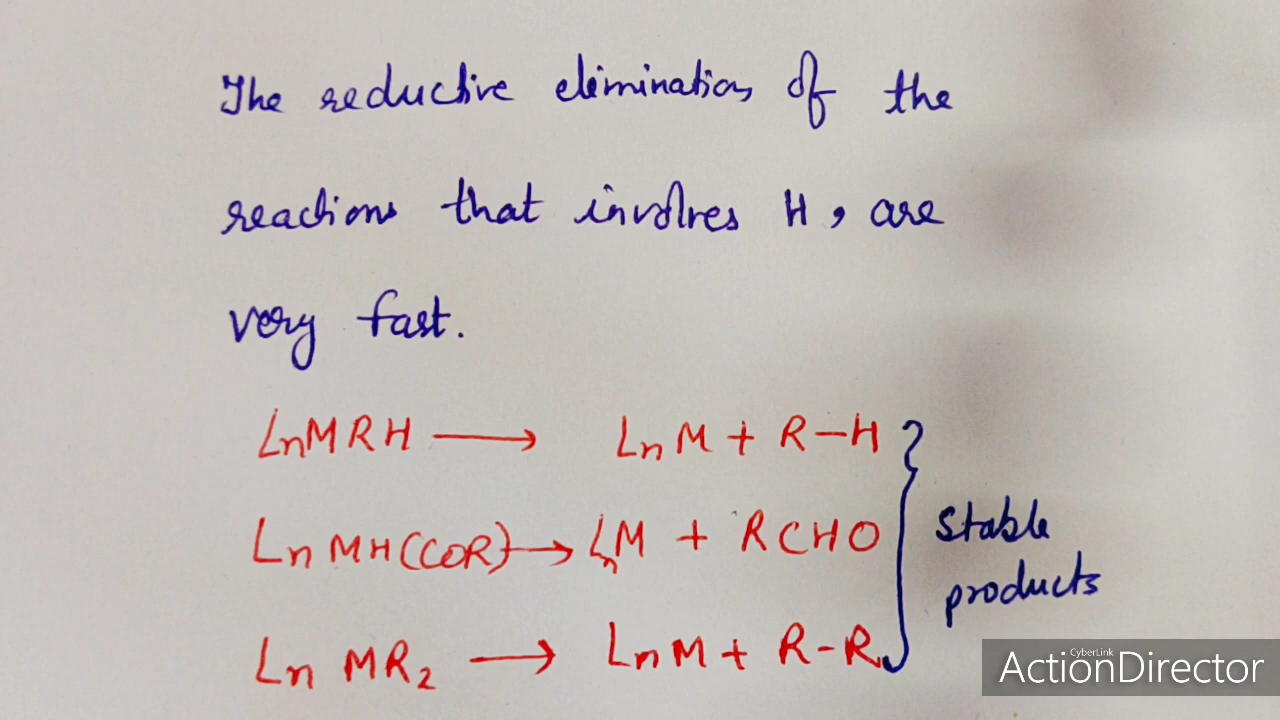 The reductive elimination of the
reactions that involves H, are
very fast.
LnMRH ⟶ LnM + R-H
LnMH(COR) → LnM + RCHO
LnMR₂ ⟶ LnM + R-R
stable
products
CyberLink
ActionDirector